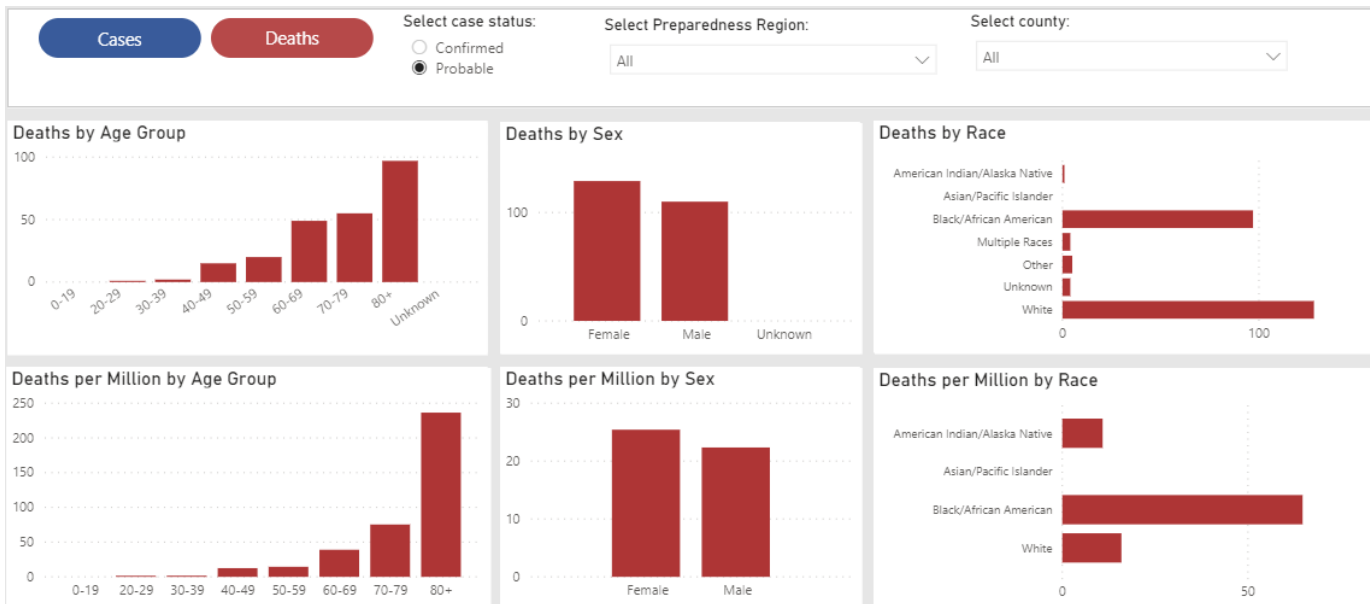 Cases
Deaths
Select case status:
Confirmed
Probable
Select Preparedness Region:
All
Select county:
All
Deaths by Age Group
100
50
0
0-19
20-29
30-39
40-49
50-59
60-69
70-79
80+
Unknown
Deaths by Sex
100
0
Female
Male
Unknown
Deaths by Race
American Indian/Alaska Native
Asian/Pacific Islander
Black/African American
Multiple Races
Other
Unknown
White
0
100
Deaths per Million by Age Group
250
200
150
100
50
0
0-19
20-29
30-39
40-49
50-59
60-69
70-79
80+
Deaths per Million by Sex
30
20
10
0
Female
Male
Deaths per Million by Race
American Indian/Alaska Native
Asian/Pacific Islander
Black/African American
White
0
50